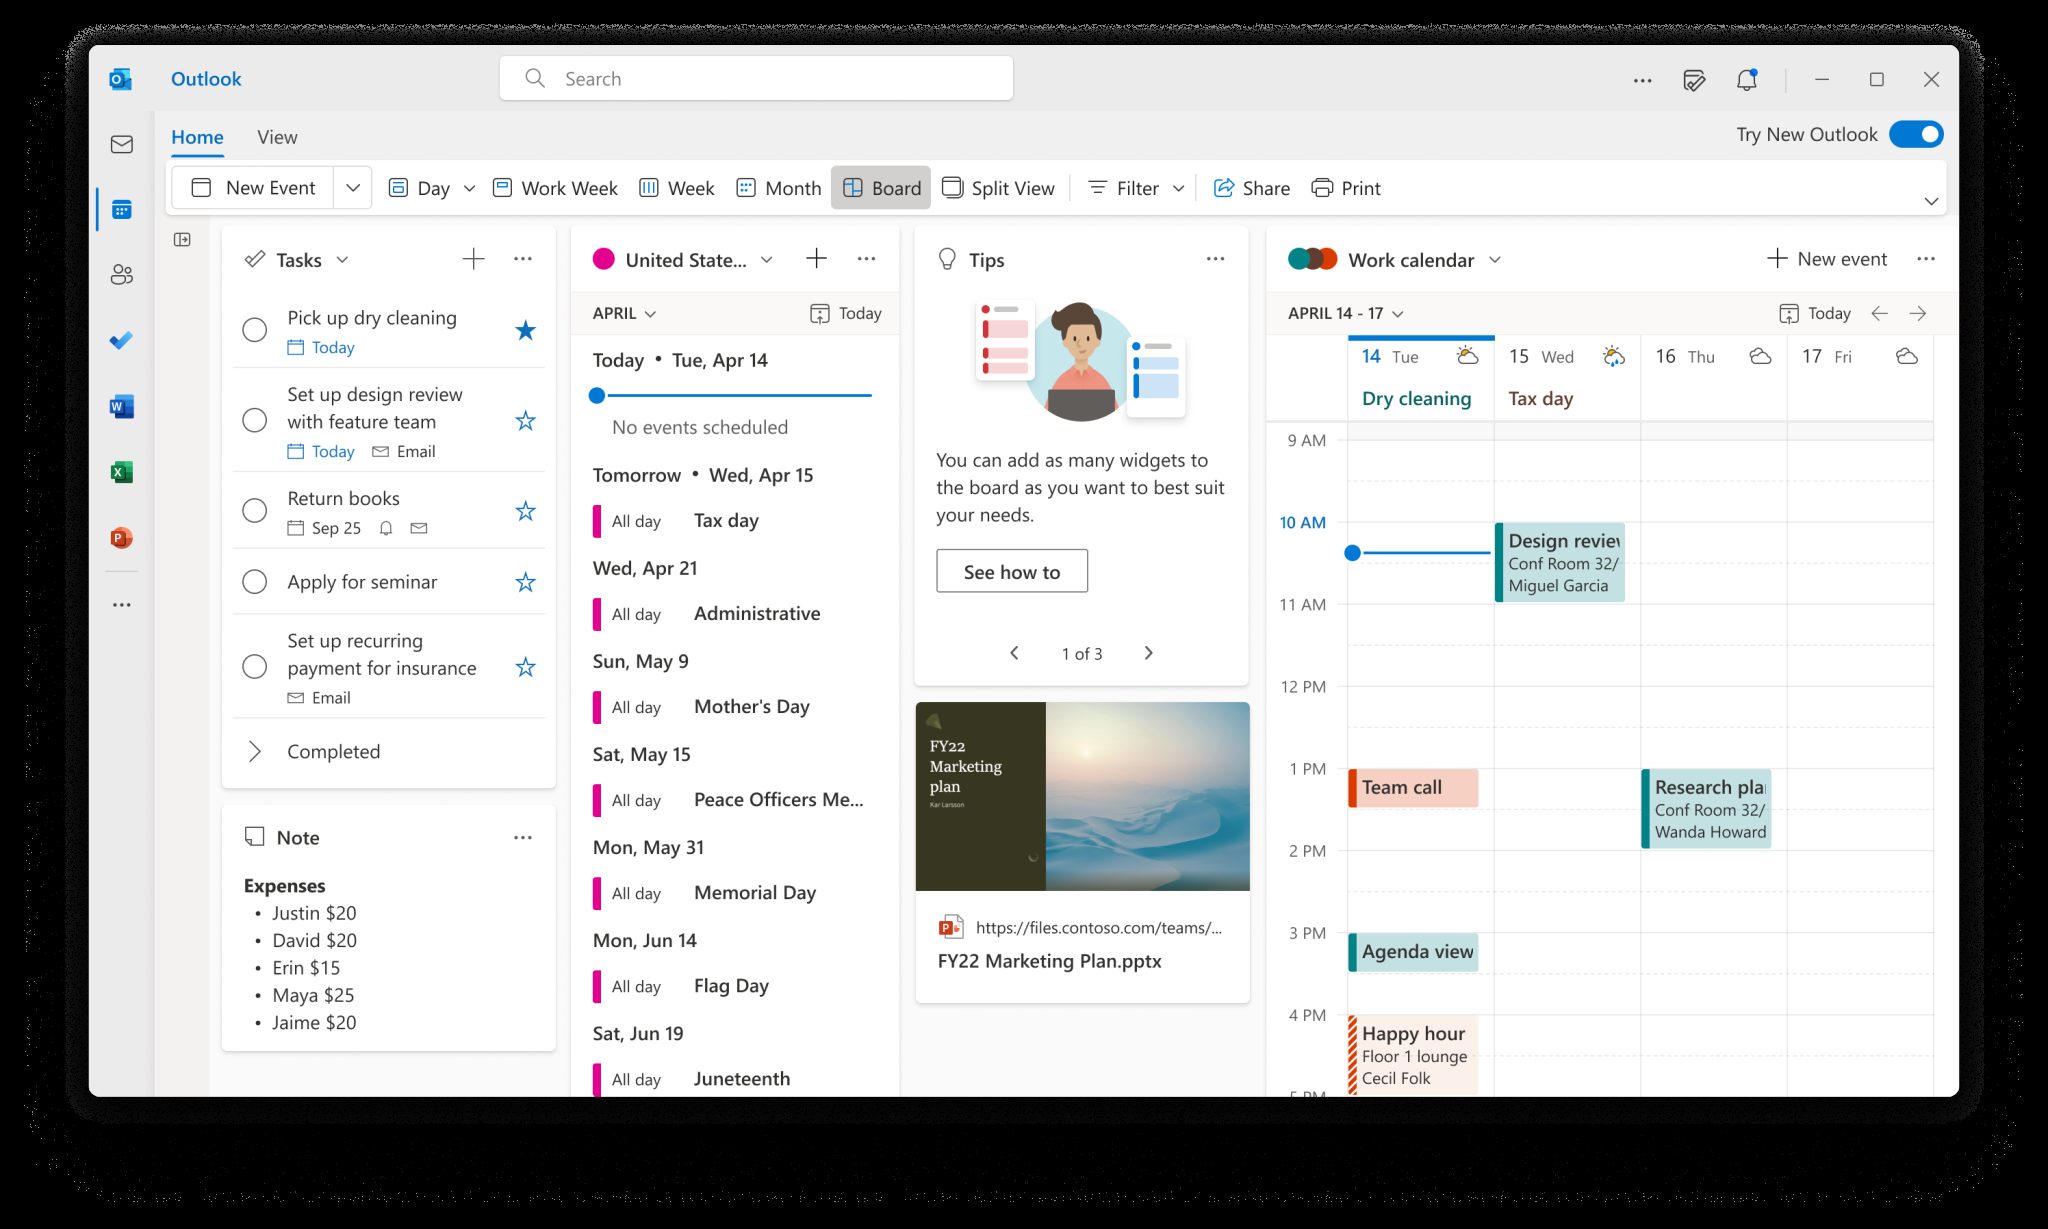 Outlook
Search
Home
View
Try New Outlook
New Event
Day
Work Week
Week
Month
Board
Split View
Filter
Share
Print
Tasks
Pick up dry cleaning
Today
Set up design review
with feature team
Today
Email
Return books
Sep 25
Apply for seminar
Set up recurring
payment for insurance
Email
Completed
Note
Expenses
• Justin $20
• David $20
• Erin $15
• Maya $25
• Jaime $20
United State...
APRIL
Today
Today • Tue, Apr 14
No events scheduled
Tomorrow • Wed, Apr 15
All day Tax day
Wed, Apr 21
All day Administrative
Sun, May 9
All day Mother's Day
Sat, May 15
All day Peace Officers Me...
Mon, May 31
All day Memorial Day
Mon, Jun 14
All day Flag Day
Sat, Jun 19
All day Juneteenth
Tips
You can add as many widgets to
the board as you want to best suit
your needs.
See how to
1 of 3
FY22
Marketing
plan
Kar Larsson
https://files.contoso.com/teams/...
FY22 Marketing Plan.pptx
Work calendar
New event
APRIL 14 - 17
Today
14 Tue
15 Wed
16 Thu
17 Fri
Dry cleaning
Tax day
9 AM
10 AM
Design review
Conf Room 32/
Miguel Garcia
11 AM
12 PM
1 PM
Team call
Research pla
Conf Room 32/
Wanda Howard
2 PM
3 PM
Agenda view
4 PM
Happy hour
Floor 1 lounge
Cecil Folk
5 PM